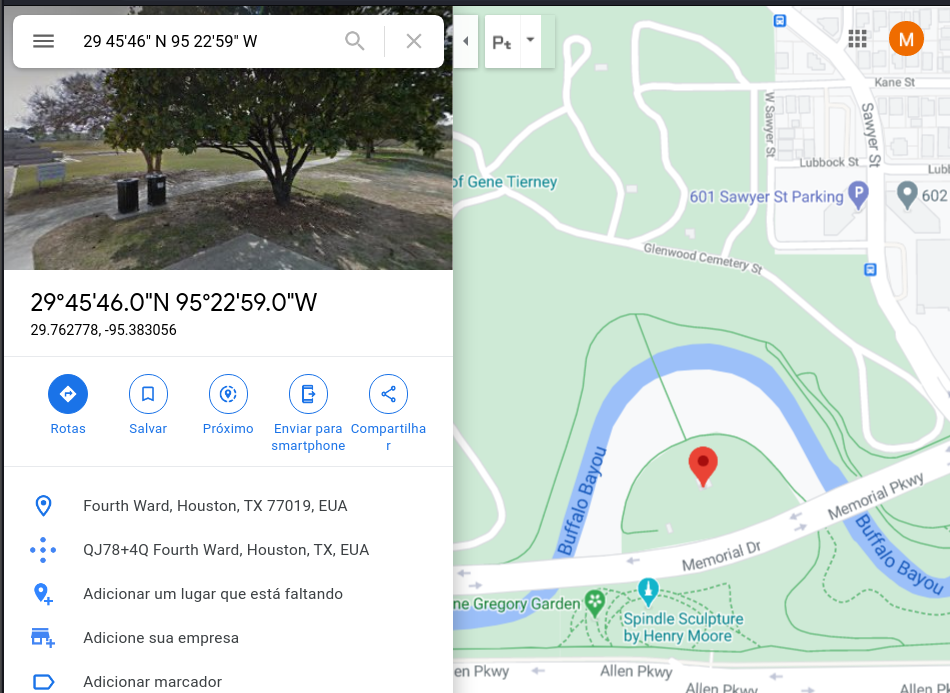 29 45'46" N 95 22'59" W
Pt
M
29°45'46.0"N 95°22'59.0"W
29.762778, -95.383056
Rotas
Salvar
Próximo
Enviar para
smartphone
Compartilha
r
Fourth Ward, Houston, TX 77019, EUA
QJ78+4Q Fourth Ward, Houston, TX, EUA
Adicionar um lugar que está faltando
Adicione sua empresa
Adicionar marcador
Kane St
W Sawyer St
Sawyer St
Lubbock St
Lubb
of Gene Tierney
601 Sawyer St Parking
P
602
Glenwood Cemetery St
Buffalo Bayou
Memorial Pkwy
Memorial Dr
Buffalo Bayou
ne Gregory Garden
Spindle Sculpture
by Henry Moore
en Pkwy
Allen Pkwy
Allen Pkwy
Allen P